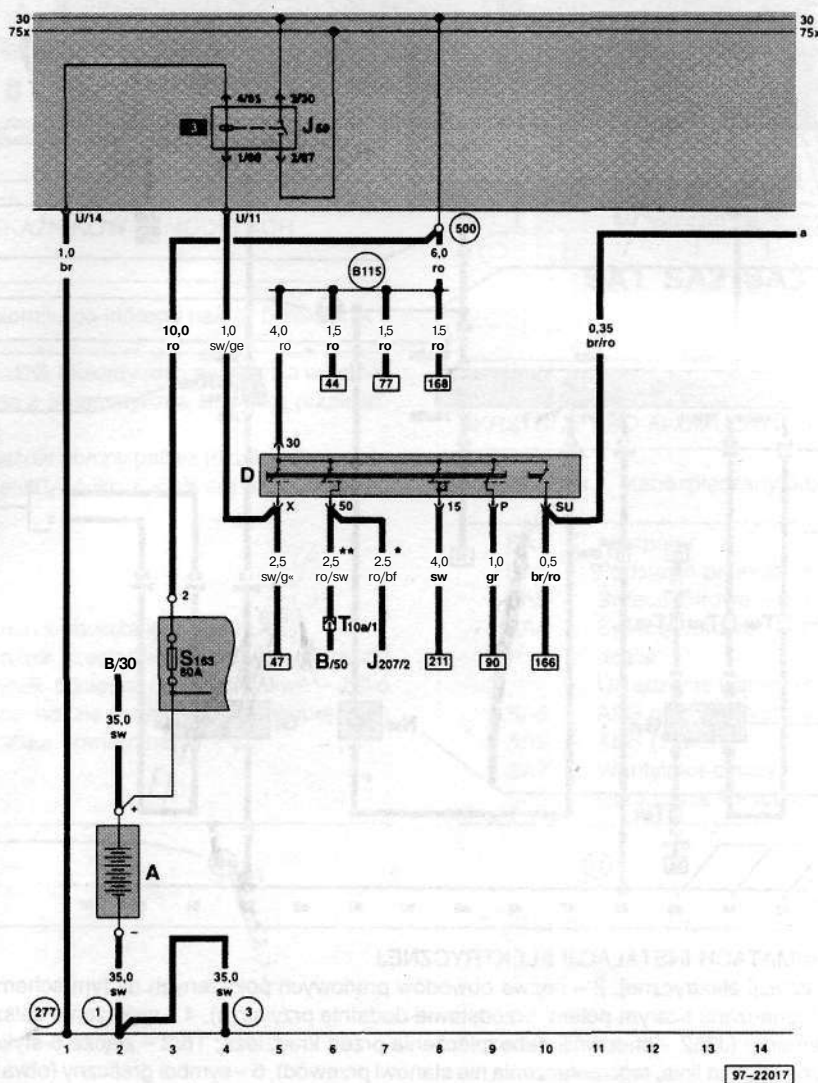 30 30
75x 75x
4/85 2/30
3 J59
1/86
U/14 U/11
500
a
1,0
br
6,0
ro
B115
0,35
br/ro
10,0
ro
1,0
sw/ge
4,0
ro
1,5
ro
1,5
ro
1.5
ro
44 77 168
30
D
X 50 15 P SU
2,5
sw/g«
2,5 **
ro/sw
2.5 *
ro/bf
4,0
sw
1,0
gr
0,5
br/ro
2
T10a/1
B/50 J207/2
47 211 90 166
S163
B/30
35,0
sw
+
A
−
35,0
sw
35,0
sw
277 1 3
1 2 3 4 5 6 7 8 9 10 11 12 13 14
97-22017